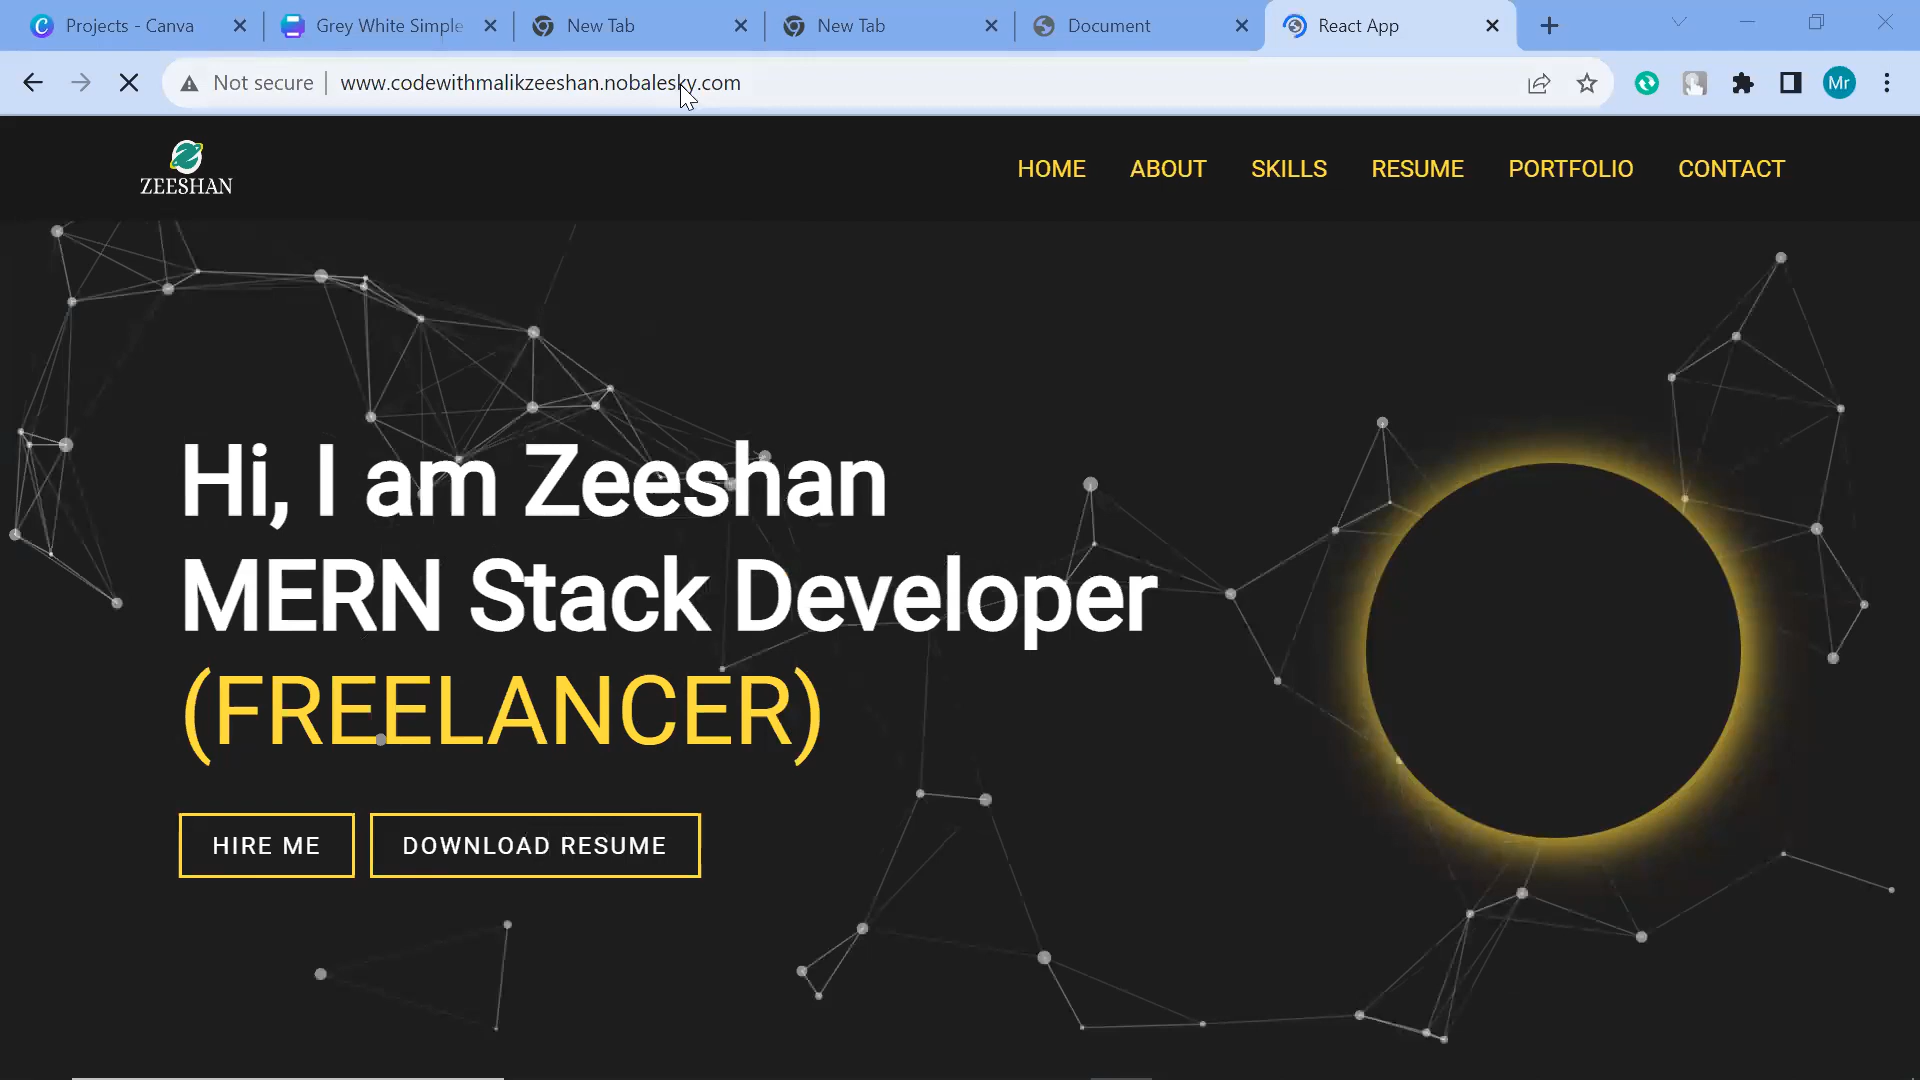 Projects - Canva
Grey White Simple
New Tab
New Tab
Document
React App
Not secure
www.codewithmalikzeeshan.nobalesky.com
Mr
ZEESHAN
HOME
ABOUT
SKILLS
RESUME
PORTFOLIO
CONTACT
Hi, I am Zeeshan
MERN Stack Developer
(FREELANCER)
HIRE ME
DOWNLOAD RESUME